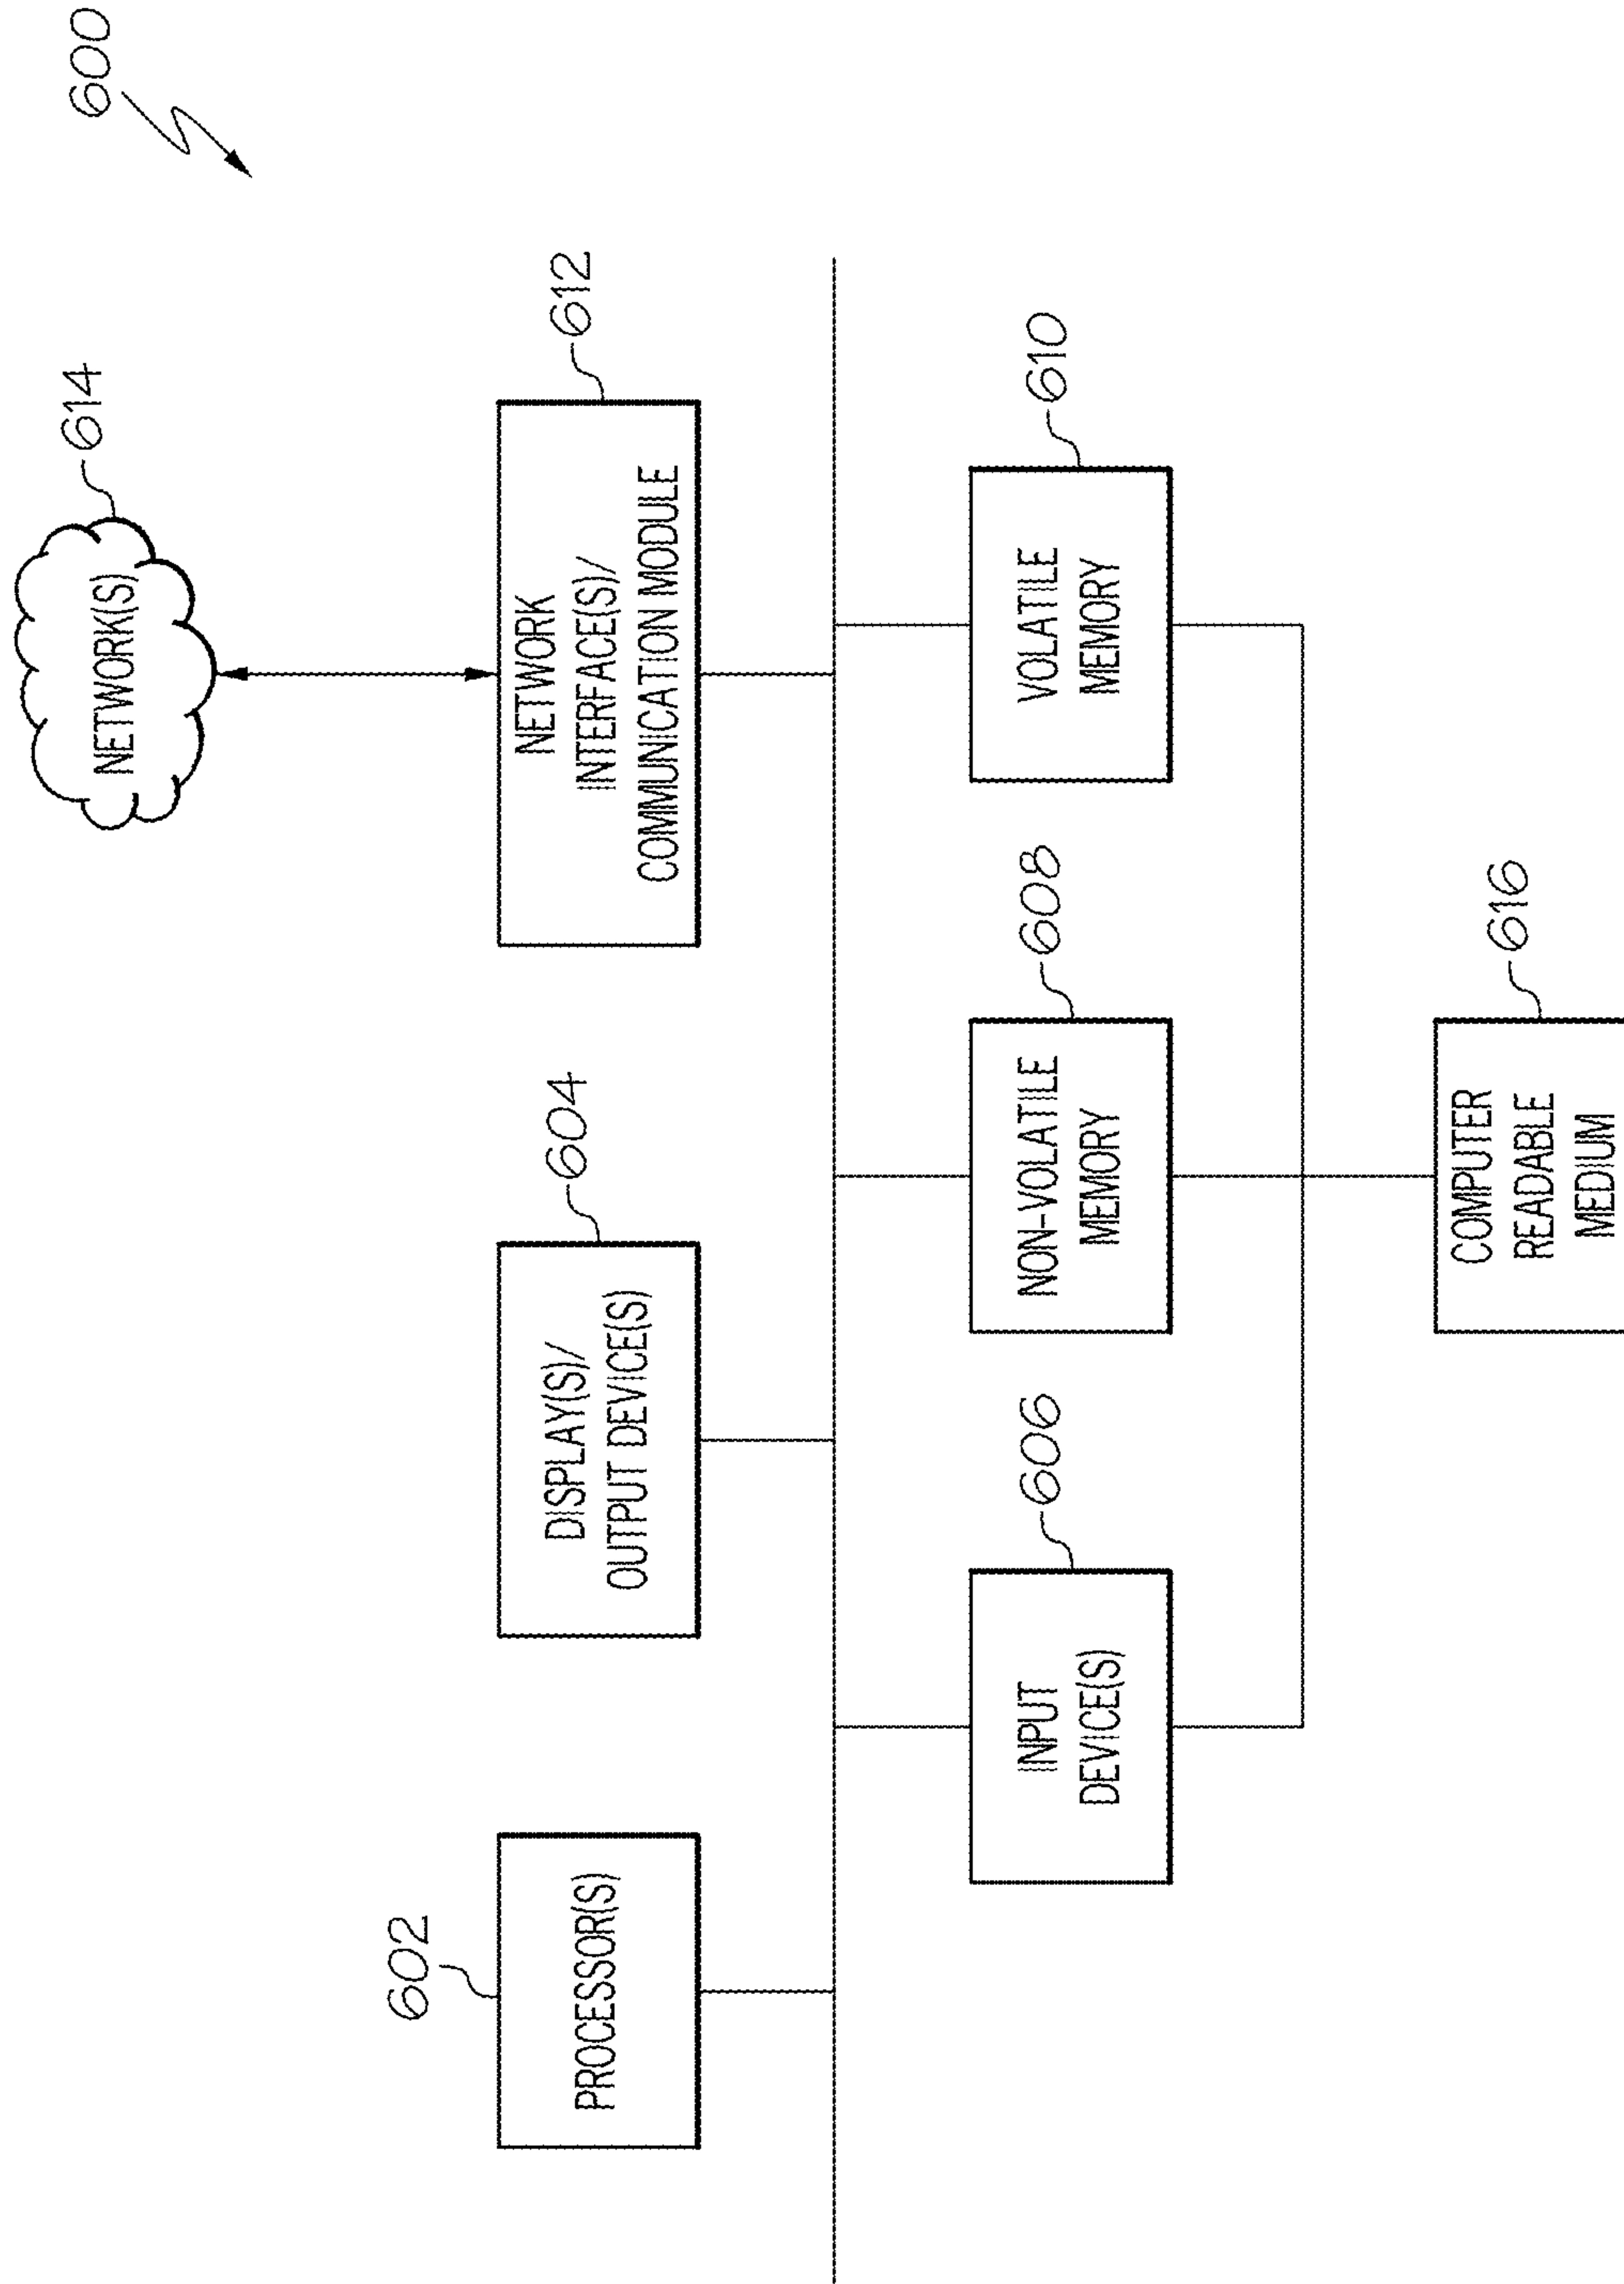 600
614
NETWORK(S)
602
PROCESSOR(S)
604
DISPLAY(S)/
OUTPUT DEVICE(S)
612
NETWORK
INTERFACE(S)/
COMMUNICATION MODULE
606
INPUT
DEVICE(S)
608
NON-VOLATILE
MEMORY
610
VOLATILE
MEMORY
616
COMPUTER
READABLE
MEDIUM